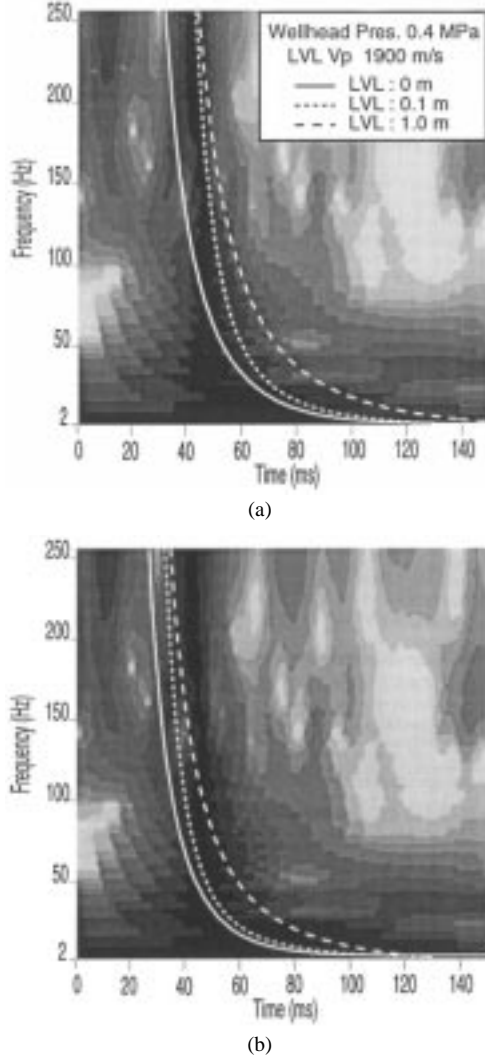 Wellhead Pres. 0.4 MPa
LVL Vp 1900 m/s
LVL : 0 m
LVL : 0.1 m
LVL : 1.0 m
250
200
150
100
50
2
Frequency (Hz)
0 20 40 60 80 100 120 140
Time (ms)
(a)
250
200
150
100
50
2
Frequency (Hz)
0 20 40 60 80 100 120 140
Time (ms)
(b)